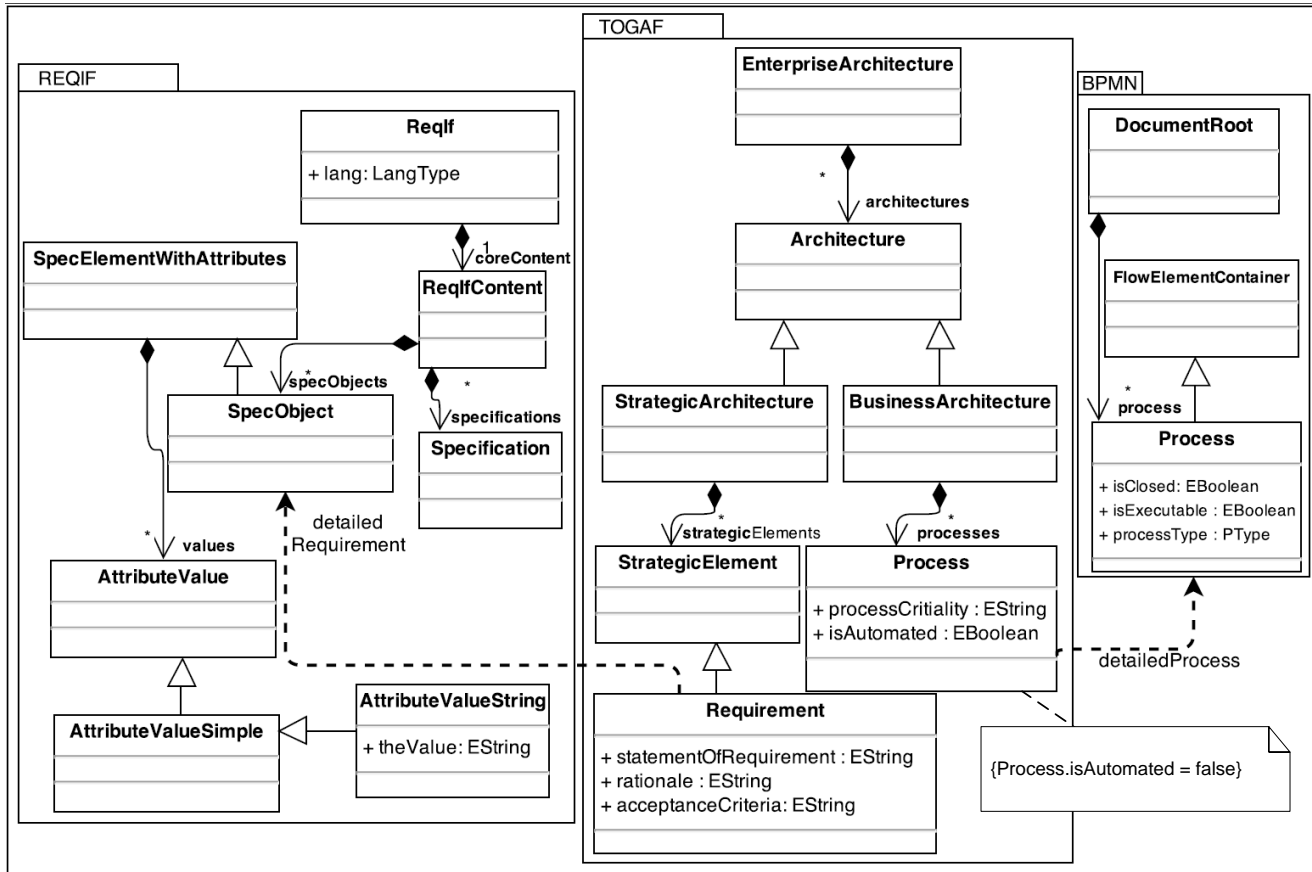 REQIF
ReqIf
+ lang: LangType
1
coreContent
SpecElementWithAttributes
ReqIfContent
*
specObjects
*
specifications
SpecObject
Specification
detailed
Requirement
*
values
AttributeValue
AttributeValueSimple
AttributeValueString
+ theValue: EString
TOGAF
EnterpriseArchitecture
*
architectures
Architecture
StrategicArchitecture
BusinessArchitecture
*
strategicElements
*
processes
StrategicElement
Process
+ processCritiality : EString
+ isAutomated : EBoolean
Requirement
+ statementOfRequirement : EString
+ rationale : EString
+ acceptanceCriteria: EString
BPMN
DocumentRoot
FlowElementContainer
*
process
Process
+ isClosed: EBoolean
+ isExecutable : EBoolean
+ processType : PType
detailedProcess
{Process.isAutomated = false}